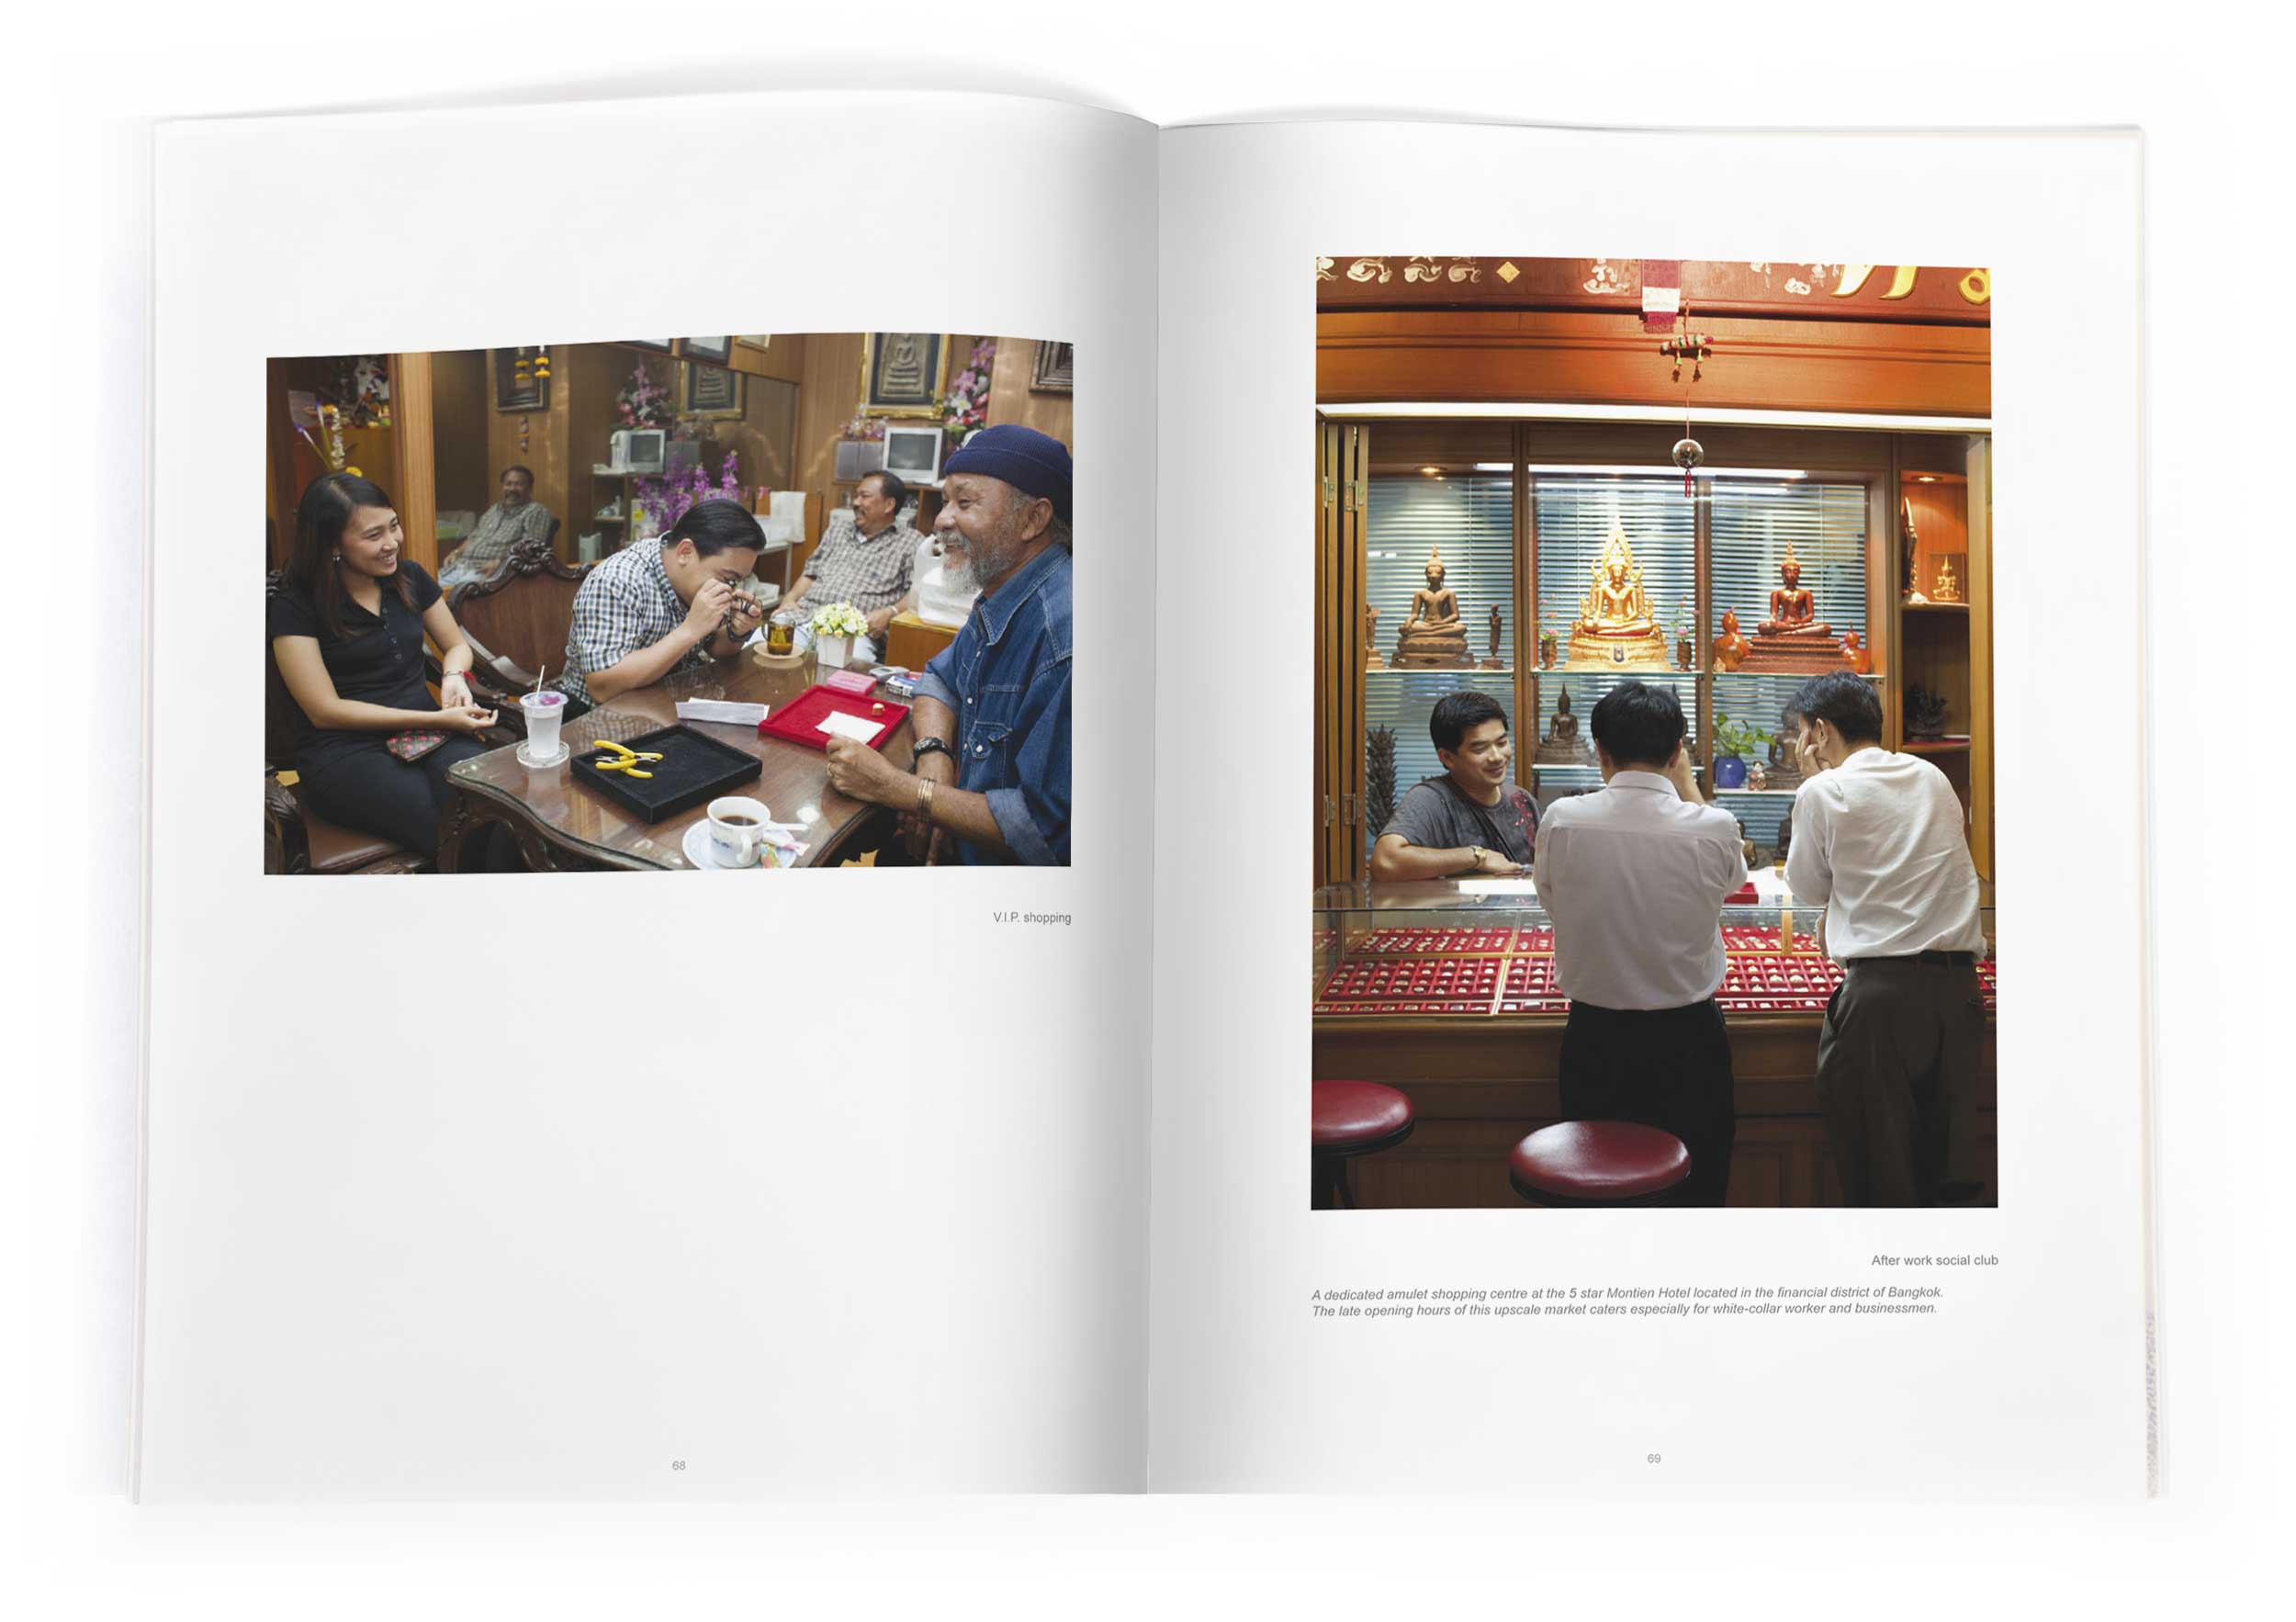 V.I.P. shopping
68
After work social club
A dedicated amulet shopping centre at the 5 star Montien Hotel located in the financial district of Bangkok.
The late opening hours of this upscale market caters especially for white-collar worker and businessmen.
69